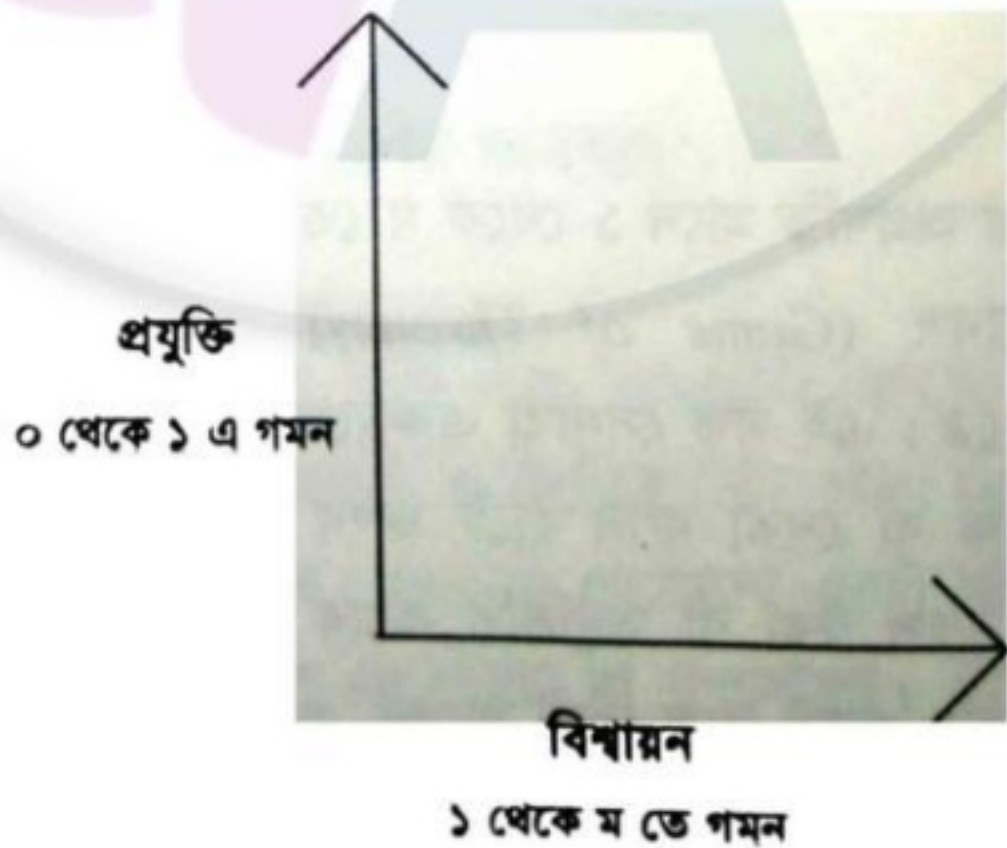 প্রযুক্তি
০ থেকে ১ এ গমন
বিশ্বায়ন
১ থেকে ম তে গমন